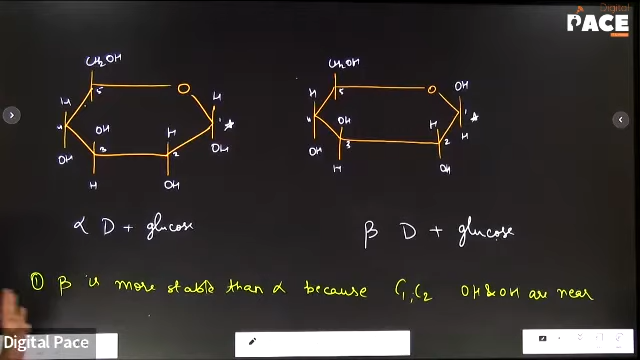 Digital
PACE
CH₂OH
O
5
H
H
4
1
OH
H
OH
3
2
OH
H
OH
CH₂OH
O
OH
5
H
4
1
OH
H
H
OH
3
2
H
OH
α D + glucose
β D + glucose
① β is more stable than α because C₁, C₂ OH & OH are near
Digital Pace